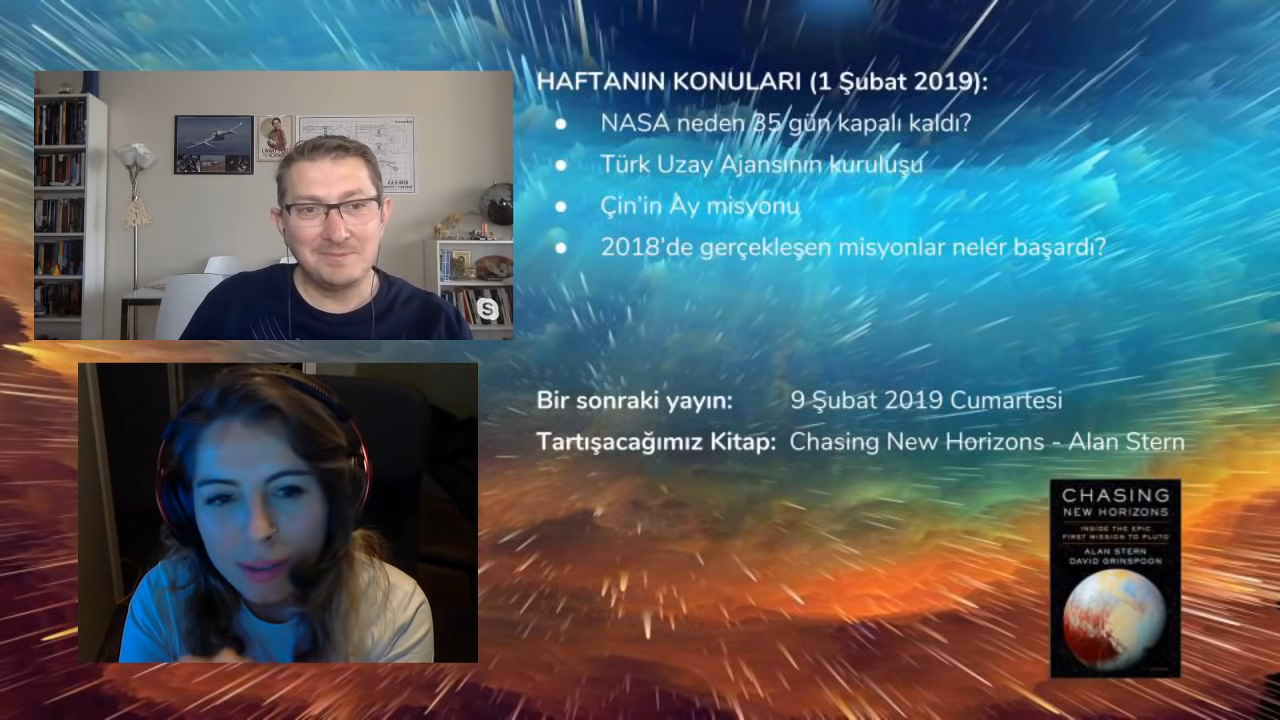 HAFTANIN KONULARI (1 Şubat 2019):
● NASA neden 35 gün kapalı kaldı?
● Türk Uzay Ajansının kuruluşu
● Çin'in Ay misyonu
● 2018'de gerçekleşen misyonlar neler başardı?
Bir sonraki yayın: 9 Şubat 2019 Cumartesi
Tartışacağımız Kitap: Chasing New Horizons - Alan Stern
CHASING
NEW HORIZONS
INSIDE THE EPIC
FIRST MISSION TO PLUTO
ALAN STERN
DAVID GRINSPOON
S